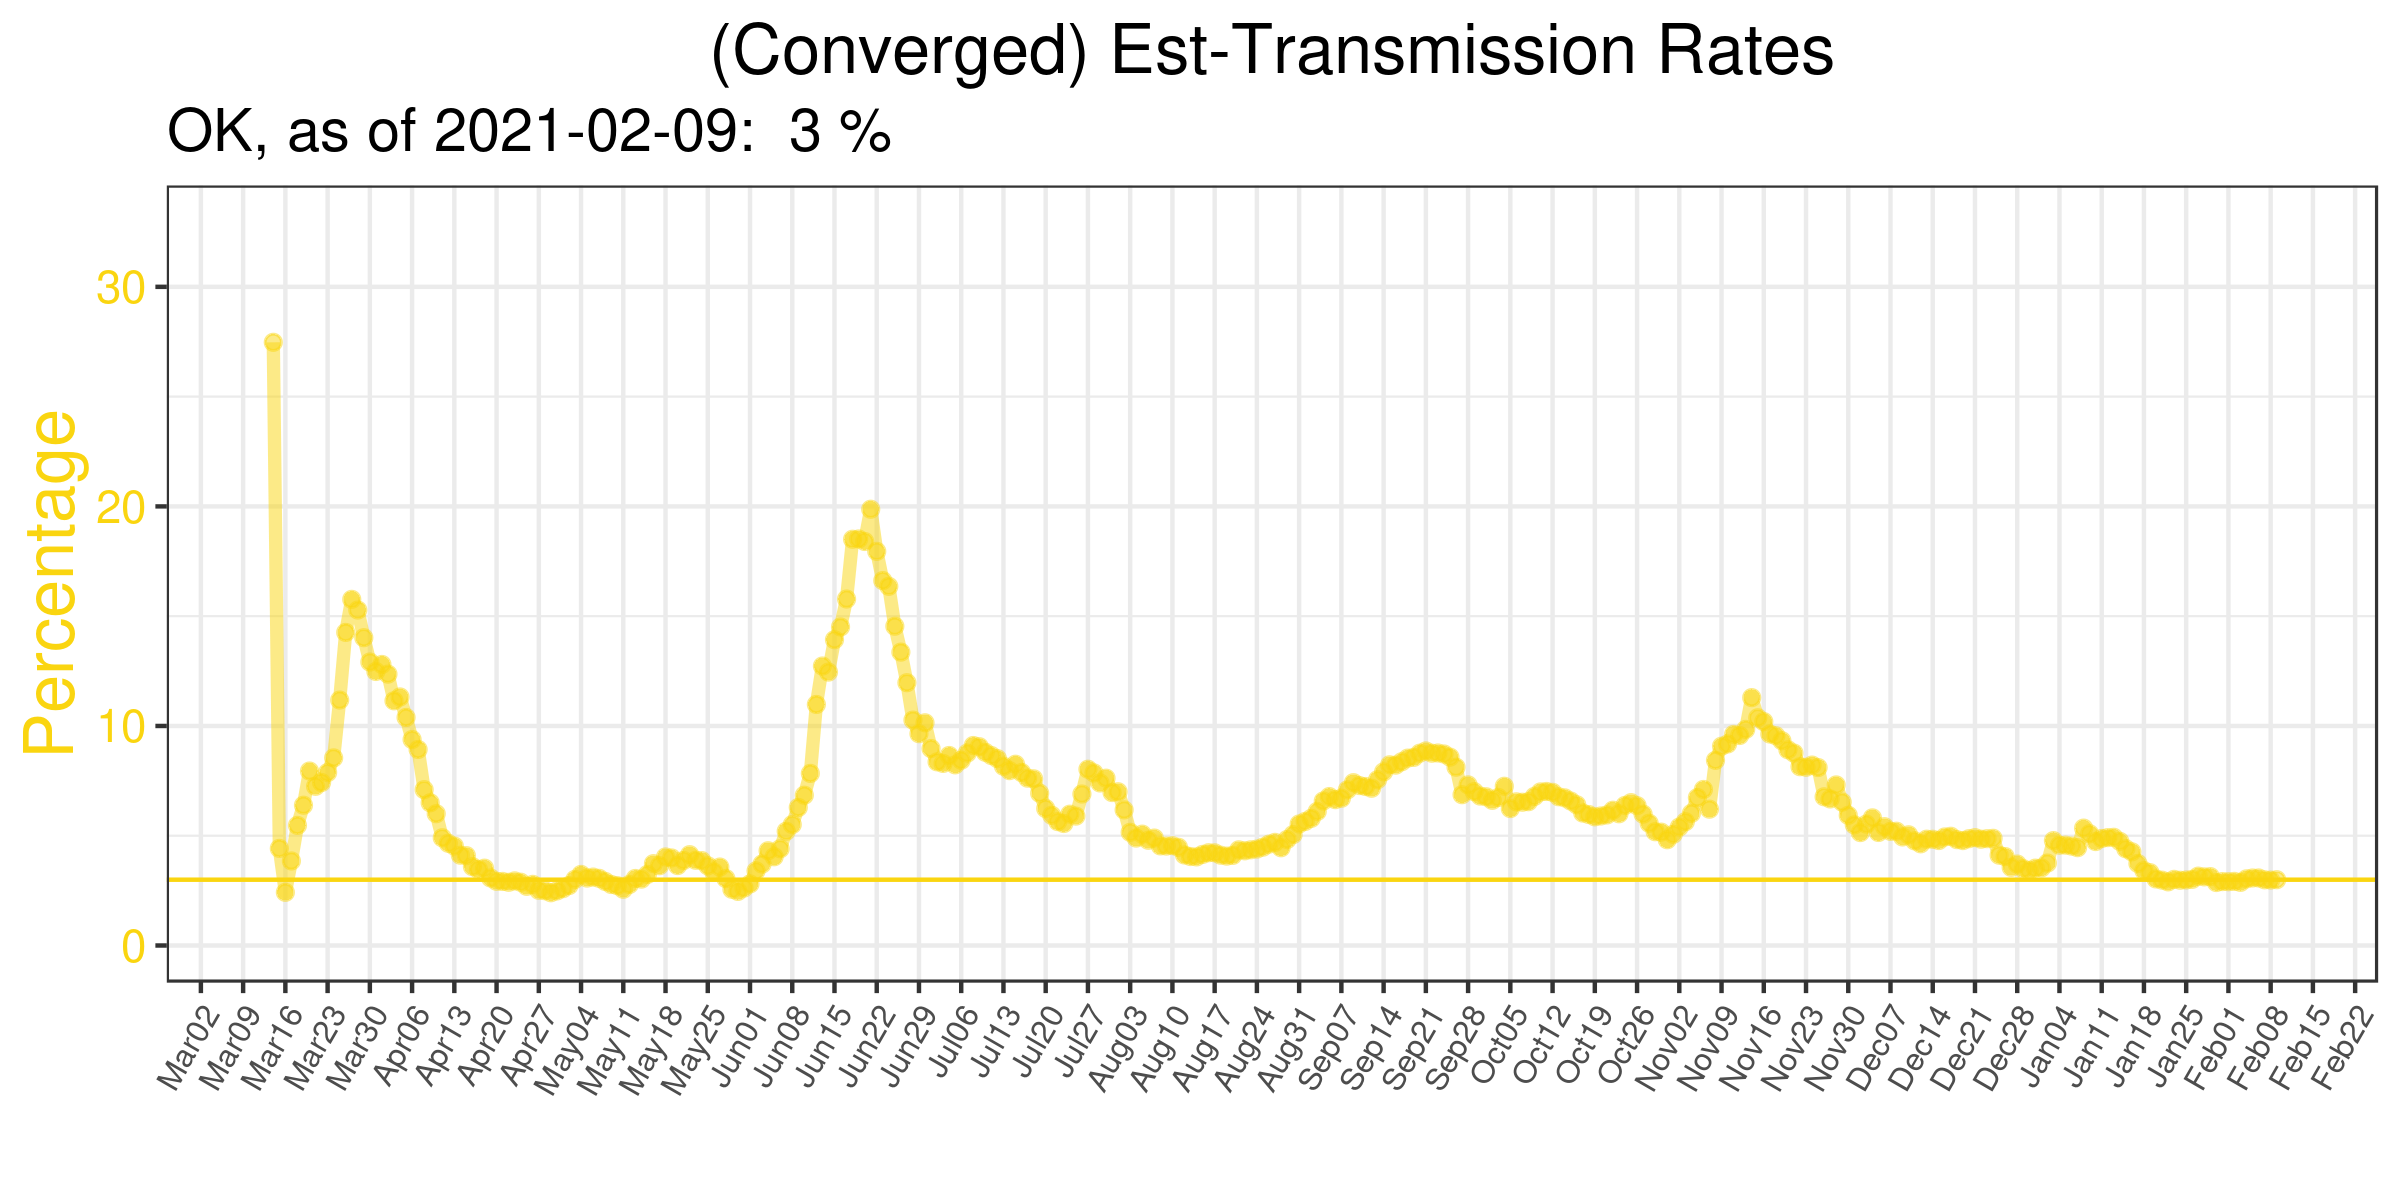 (Converged) Est-Transmission Rates
OK, as of 2021-02-09:  3 %
Percentage
30
20
10
0
Mar02
Mar09
Mar16
Mar23
Mar30
Apr06
Apr13
Apr20
Apr27
May04
May11
May18
May25
Jun01
Jun08
Jun15
Jun22
Jun29
Jul06
Jul13
Jul20
Jul27
Aug03
Aug10
Aug17
Aug24
Aug31
Sep07
Sep14
Sep21
Sep28
Oct05
Oct12
Oct19
Oct26
Nov02
Nov09
Nov16
Nov23
Nov30
Dec07
Dec14
Dec21
Dec28
Jan04
Jan11
Jan18
Jan25
Feb01
Feb08
Feb15
Feb22